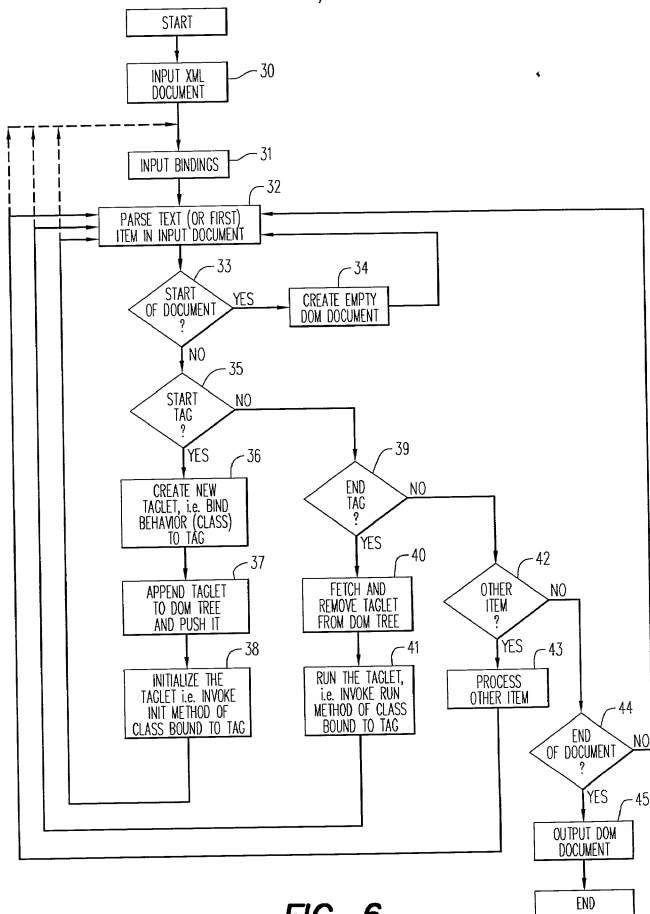 START
INPUT XML
DOCUMENT
30
INPUT BINDINGS
31
32
PARSE TEXT (OR FIRST)
ITEM IN INPUT DOCUMENT
33
START
OF DOCUMENT
?
YES
34
CREATE EMPTY
DOM DOCUMENT
NO
35
START
TAG
?
NO
YES
36
CREATE NEW
TAGLET, i.e. BIND
BEHAVIOR (CLASS)
TO TAG
37
APPEND TAGLET
TO DOM TREE
AND PUSH IT
38
INITIALIZE THE
TAGLET i.e. INVOKE
INIT METHOD OF
CLASS BOUND TO TAG
39
END
TAG
?
NO
YES
40
FETCH AND
REMOVE TAGLET
FROM DOM TREE
41
RUN THE TAGLET,
i.e. INVOKE RUN
METHOD OF CLASS
BOUND TO TAG
42
OTHER
ITEM
?
NO
YES
43
PROCESS
OTHER ITEM
44
END
OF DOCUMENT
?
NO
YES
45
OUTPUT DOM
DOCUMENT
END
FIG. 6